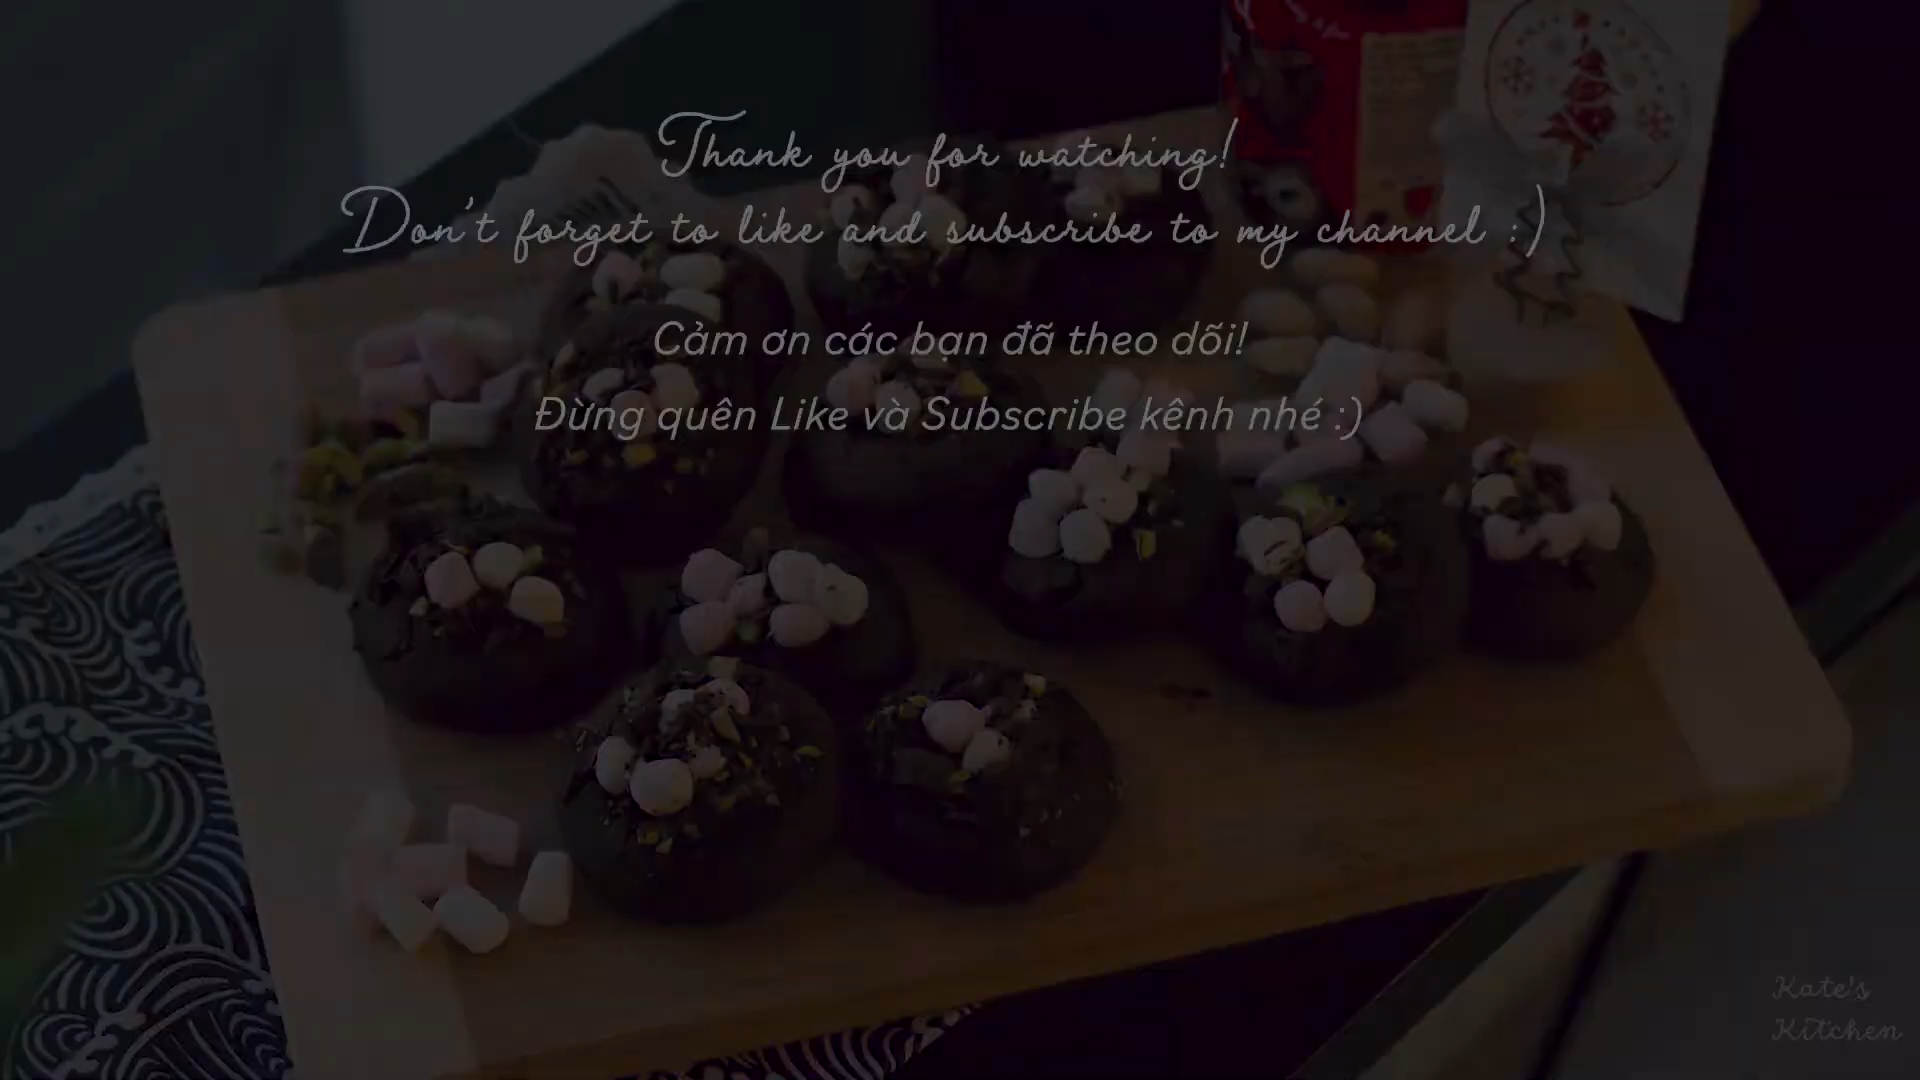 Thank you for watching!
Don't forget to like and subscribe to my channel :)
Cảm ơn các bạn đã theo dõi!
Đừng quên Like và Subscribe kênh nhé :)
Kate's
Kitchen